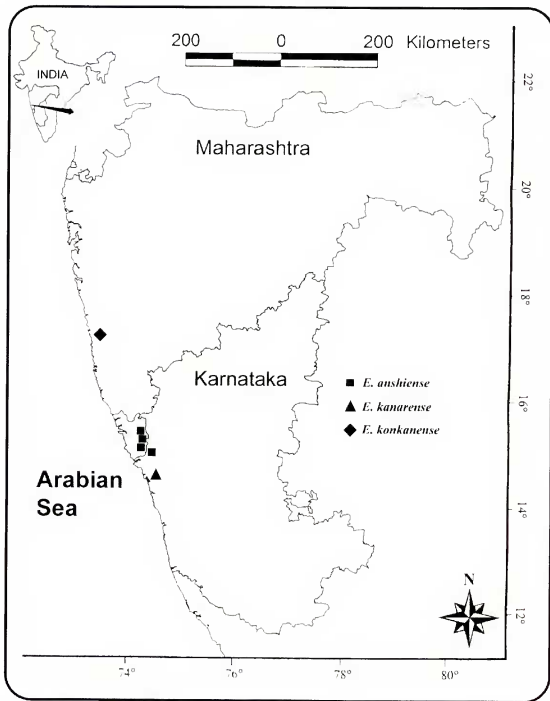 200 0 200 Kilometers
INDIA
Maharashtra
Karnataka
E. anshiense
E. kanarense
E. konkanense
Arabian
Sea
N
22°
20°
18°
16°
14°
12°
74° 76° 78° 80°